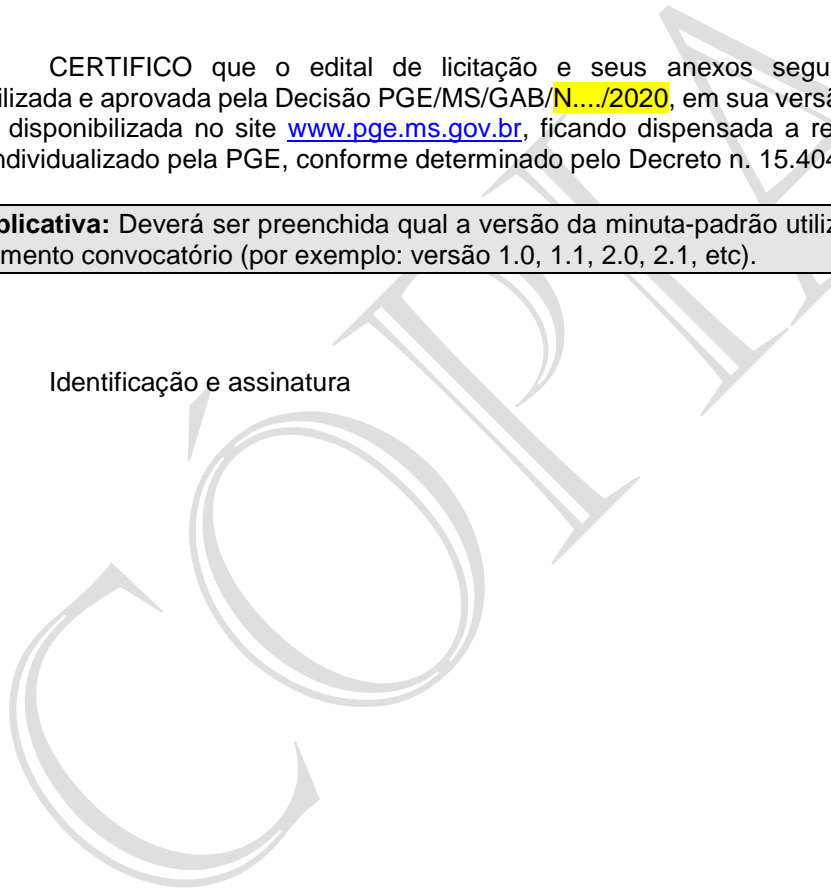 CERTIFICO que o edital de licitação e seus anexos segu
ilizada e aprovada pela Decisão PGE/MS/GAB/N..../2020, em sua versã
disponibilizada no site www.pge.ms.gov.br, ficando dispensada a re
ndividualizado pela PGE, conforme determinado pelo Decreto n. 15.404
plicativa: Deverá ser preenchida qual a versão da minuta-padrão utiliz
mento convocatório (por exemplo: versão 1.0, 1.1, 2.0, 2.1, etc).
Identificação e assinatura
CÓPIA